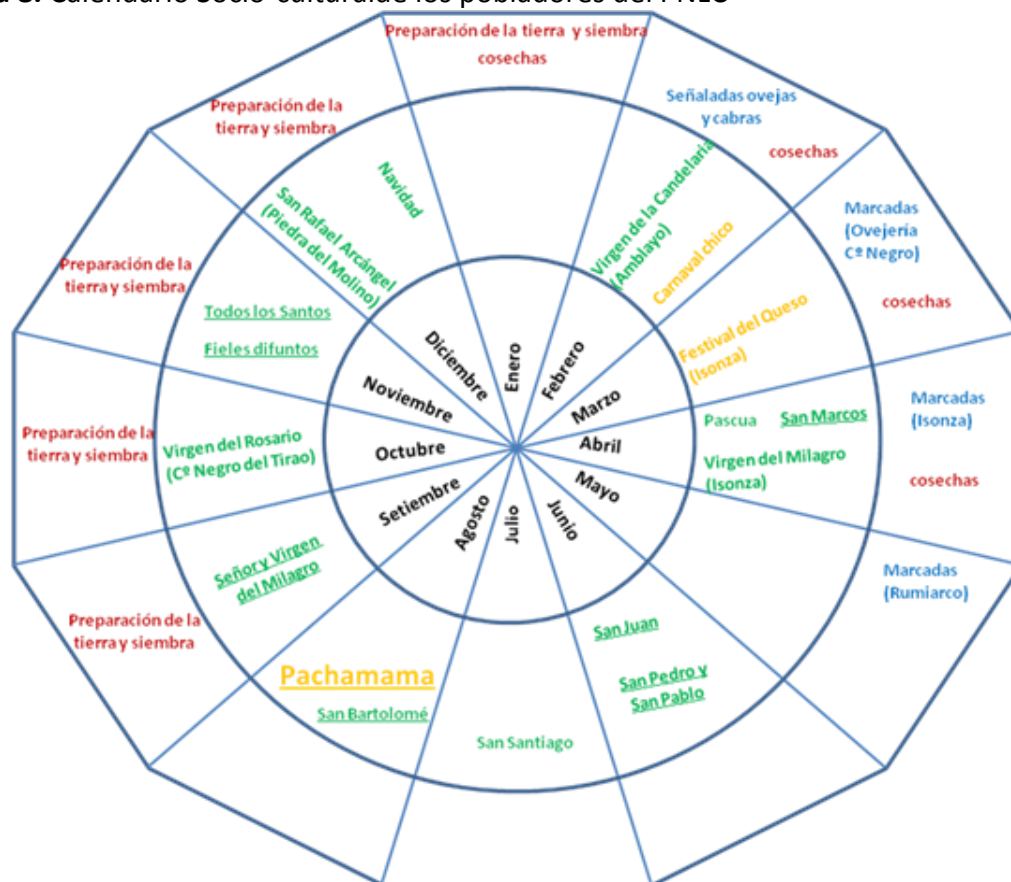 a 3. Calendario Socio-culturalde los pobladores del PNLC
Preparación de la tierra y siembra
cosechas
Señaladas ovejas
y cabras
cosechas
Marcadas
(Ovejería
Cº Negro)
cosechas
Marcadas
(Isonza)
cosechas
Marcadas
(Rumiarco)
Preparación de la
tierra y siembra
Preparación de la
tierra y siembra
Preparación de la
tierra y siembra
Preparación de la
tierra y siembra
Navidad
San Rafael Arcángel
(Piedra del Molino)
Todos los Santos
Fieles difuntos
Virgen del Rosario
(Cº Negro del Tirao)
Señor y Virgen
del Milagro
Pachamama
San Bartolomé
San Santiago
San Juan
San Pedro y
San Pablo
Pascua
San Marcos
Virgen del Milagro
(Isonza)
Festival del Queso
(Isonza)
Carnaval chico
Virgen de la Candelaria
(Amblayo)
Enero
Febrero
Marzo
Abril
Mayo
Junio
Julio
Agosto
Setiembre
Octubre
Noviembre
Diciembre